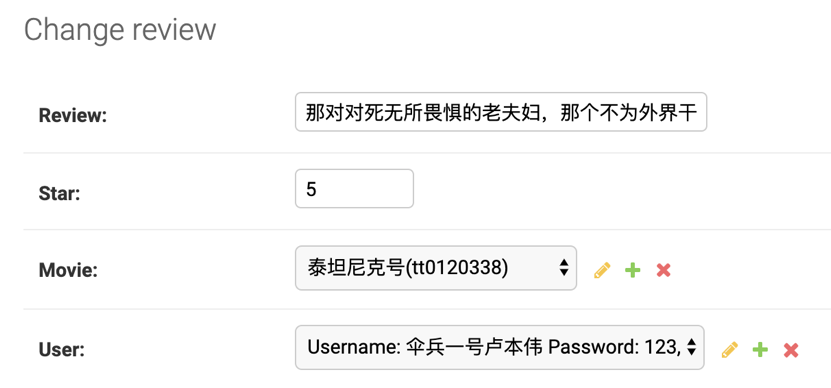 Change review
Review: 那对对死无所畏惧的老夫妇，那个不为外界干
Star: 5
Movie: 泰坦尼克号(tt0120338)
User: Username: 伞兵一号卢本伟 Password: 123,